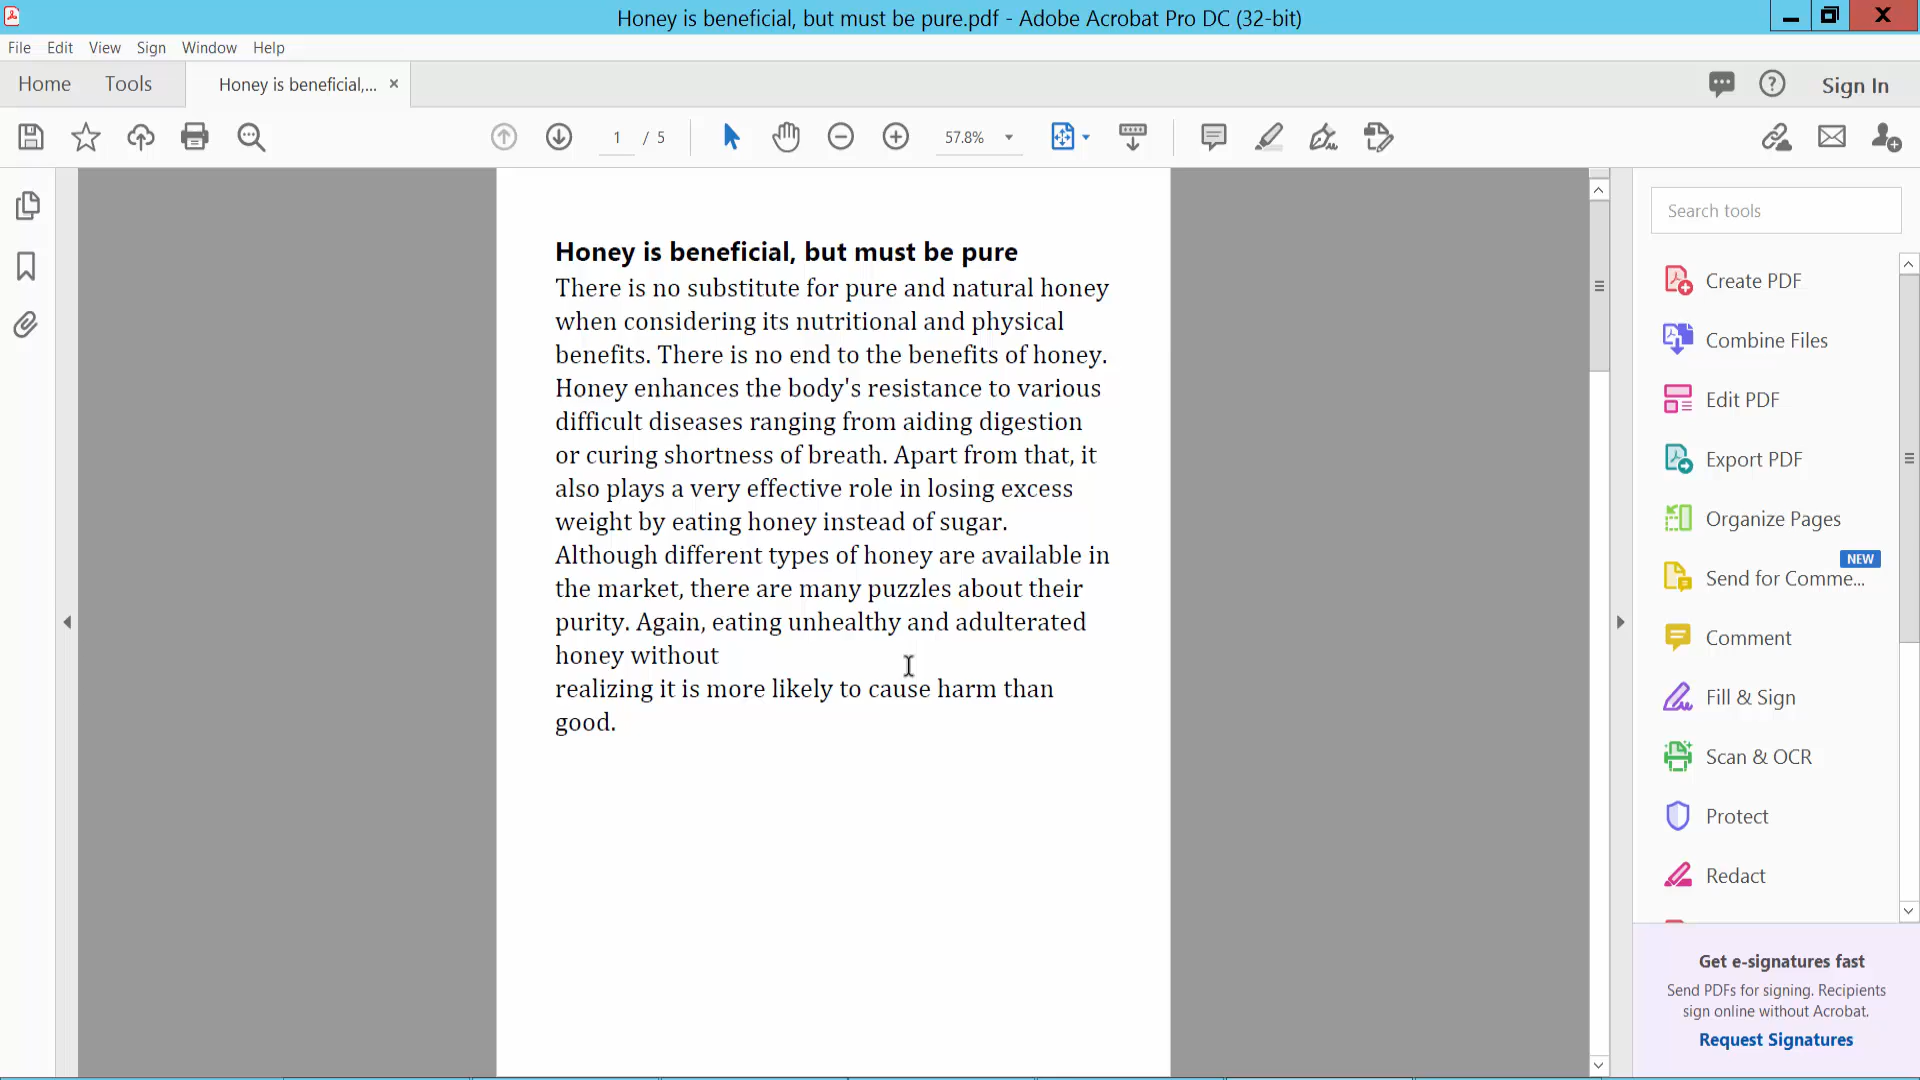 Honey is beneficial, but must be pure.pdf - Adobe Acrobat Pro DC (32-bit)
File Edit View Sign Window Help
Home Tools Honey is beneficial,... × Sign In
1 / 5 57.8%
Search tools
Honey is beneficial, but must be pure
There is no substitute for pure and natural honey
when considering its nutritional and physical
benefits. There is no end to the benefits of honey.
Honey enhances the body's resistance to various
difficult diseases ranging from aiding digestion
or curing shortness of breath. Apart from that, it
also plays a very effective role in losing excess
weight by eating honey instead of sugar.
Although different types of honey are available in
the market, there are many puzzles about their
purity. Again, eating unhealthy and adulterated
honey without
realizing it is more likely to cause harm than
good.
Create PDF
Combine Files
Edit PDF
Export PDF
Organize Pages
NEW
Send for Comme...
Comment
Fill & Sign
Scan & OCR
Protect
Redact
Get e-signatures fast
Send PDFs for signing. Recipients
sign online without Acrobat.
Request Signatures